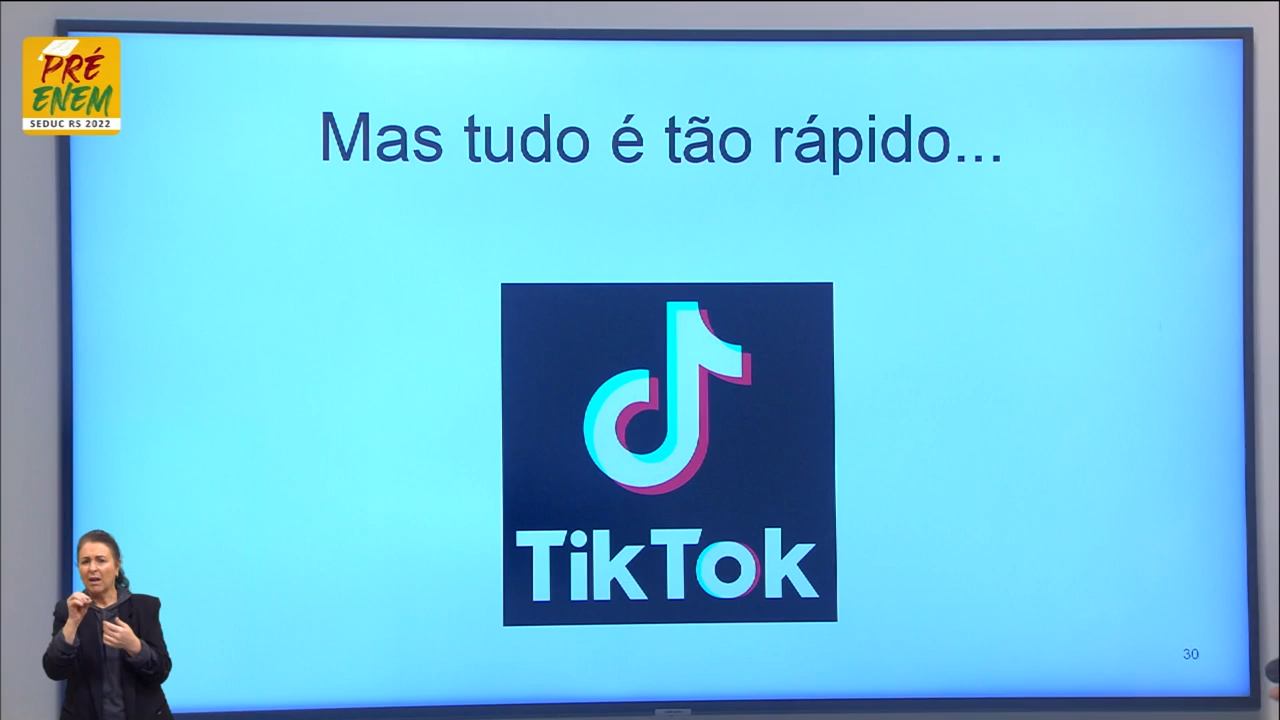 PRÉ
ENEM
SEDUC RS 2022
Mas tudo é tão rápido...
TikTok
30